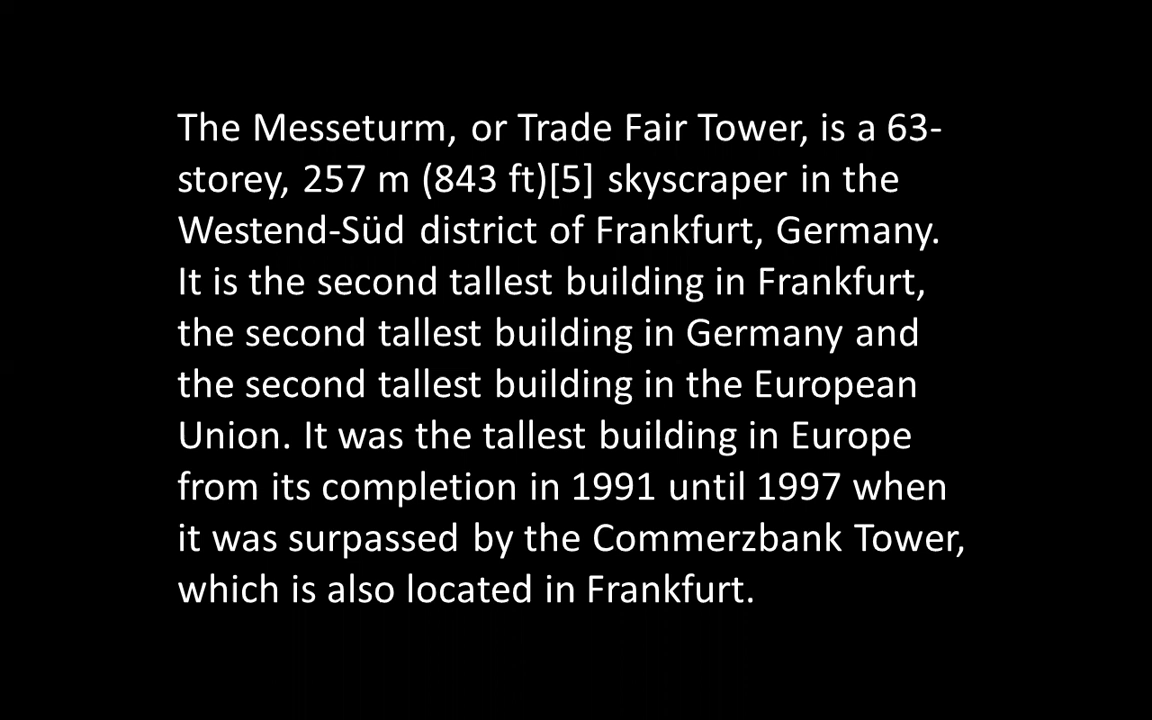 The Messeturm, or Trade Fair Tower, is a 63-
storey, 257 m (843 ft)[5] skyscraper in the
Westend-Süd district of Frankfurt, Germany.
It is the second tallest building in Frankfurt,
the second tallest building in Germany and
the second tallest building in the European
Union. It was the tallest building in Europe
from its completion in 1991 until 1997 when
it was surpassed by the Commerzbank Tower,
which is also located in Frankfurt.